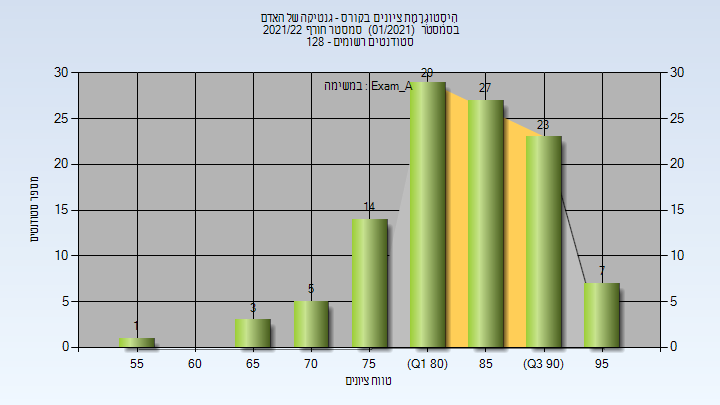 היסטוגרמת ציונים בקורס - גנטיקה של האדם
בסמסטר (01/2021) סמסטר חורף 2021/22
סטודנטים רשומים - 128
במשימה : Exam_A
מספר סטודנטים
30 25 20 15 10 5 0
1 3 5 14 29 27 23 7
30 25 20 15 10 5 0
55 60 65 70 75 (Q1 80) 85 (Q3 90) 95
טווח ציונים